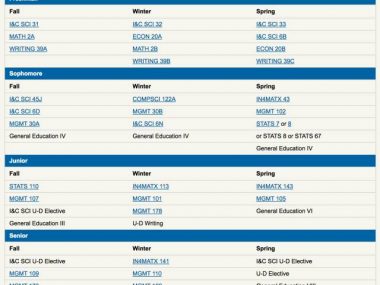 Fall Winter Spring
I&C SCI 31 I&C SCI 32 I&C SCI 33
MATH 2A ECON 20A I&C SCI 6B
WRITING 39A MATH 2B ECON 20B
WRITING 39B WRITING 39C
Sophomore
Fall Winter Spring
I&C SCI 45J COMPSCI 122A IN4MATX 43
I&C SCI 6D MGMT 30B MGMT 102
MGMT 30A I&C SCI 6N STATS 7 or 8
General Education IV General Education IV or STATS 8 or STATS 67
General Education IV
Junior
Fall Winter Spring
STATS 110 IN4MATX 113 IN4MATX 143
MGMT 107 MGMT 101 MGMT 105
I&C SCI U-D Elective MGMT 178 General Education VI
General Education III U-D Writing
Senior
Fall Winter Spring
I&C SCI U-D Elective IN4MATX 141 I&C SCI U-D Elective
MGMT 109 MGMT 110 U-D Elective